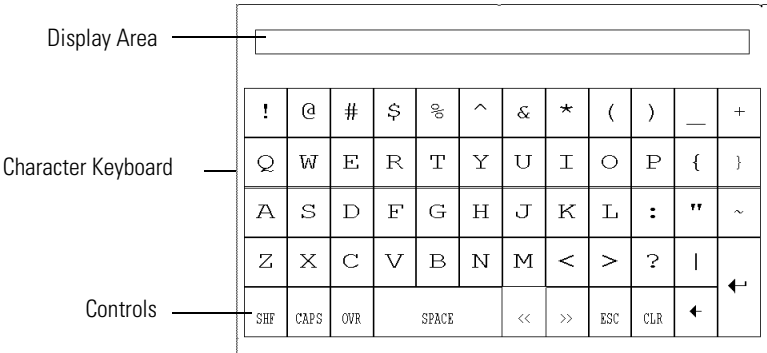 Display Area
! @ # $ % ^ & * ( ) _ +
Character Keyboard
Q W E R T Y U I O P { }
A S D F G H J K L : " ~
Z X C V B N M < > ? | ↵
Controls
SHF CAPS OVR SPACE << >> ESC CLR ←